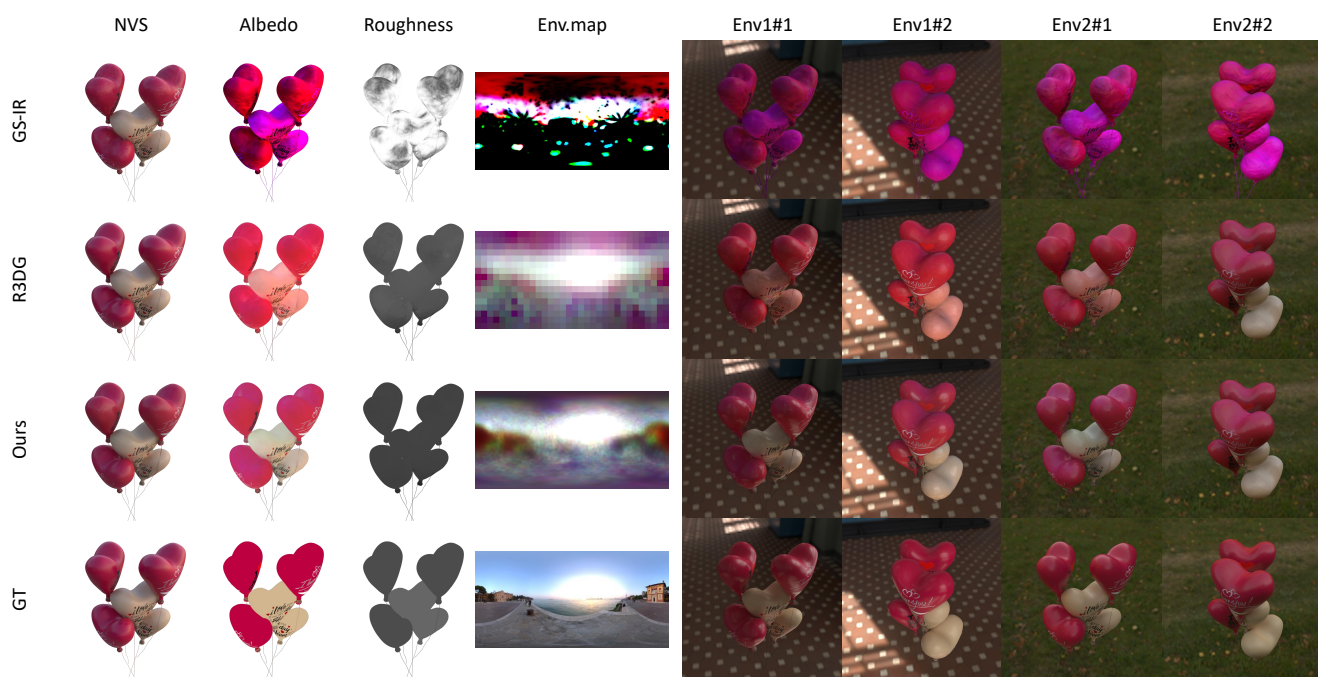 NVS Albedo Roughness Env.map Env1#1 Env1#2 Env2#1 Env2#2
GS-IR
R3DG
Ours
GT